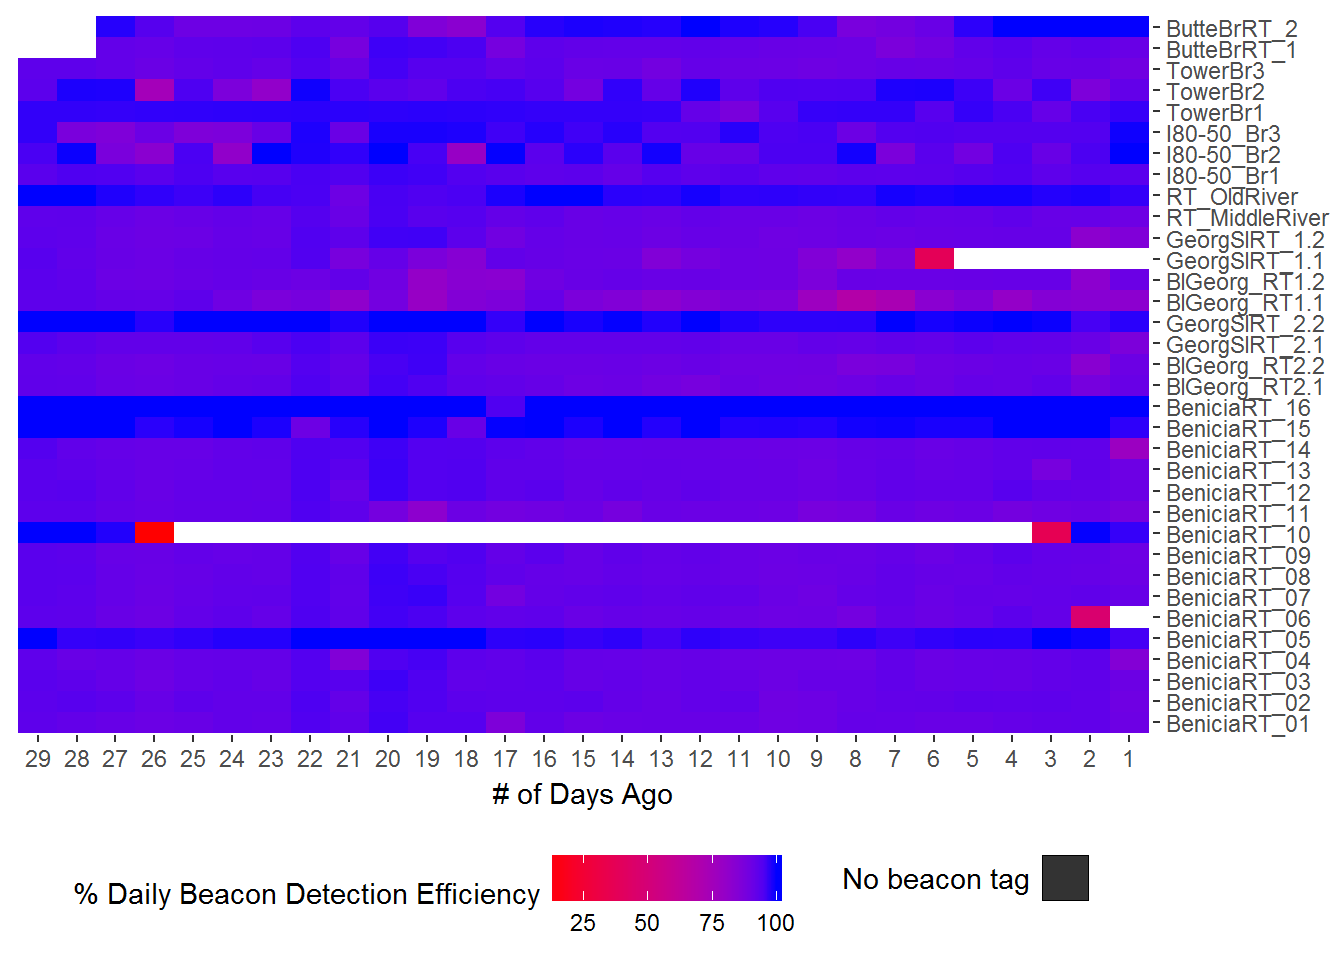 ButteBrRT_2
ButteBrRT_1
TowerBr3
TowerBr2
TowerBr1
I80-50_Br3
I80-50_Br2
I80-50_Br1
RT_OldRiver
RT_MiddleRiver
GeorgSlRT_1.2
GeorgSlRT_1.1
BlGeorg_RT1.2
BlGeorg_RT1.1
GeorgSlRT_2.2
GeorgSlRT_2.1
BlGeorg_RT2.2
BlGeorg_RT2.1
BeniciaRT_16
BeniciaRT_15
BeniciaRT_14
BeniciaRT_13
BeniciaRT_12
BeniciaRT_11
BeniciaRT_10
BeniciaRT_09
BeniciaRT_08
BeniciaRT_07
BeniciaRT_06
BeniciaRT_05
BeniciaRT_04
BeniciaRT_03
BeniciaRT_02
BeniciaRT_01
29 28 27 26 25 24 23 22 21 20 19 18 17 16 15 14 13 12 11 10 9 8 7 6 5 4 3 2 1
# of Days Ago
% Daily Beacon Detection Efficiency
25 50 75 100
No beacon tag